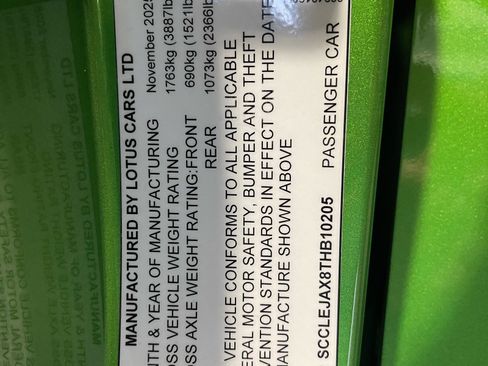 MANUFACTURED BY LOTUS CARS LTD
NTH & YEAR OF MANUFACTURING November 2025
OSS VEHICLE WEIGHT RATING 1763kg (3887lb
OSS AXLE WEIGHT RATING:FRONT 690kg (1521lb
REAR 1073kg (2366lb
VEHICLE CONFORMS TO ALL APPLICABLE
ERAL MOTOR SAFETY, BUMPER AND THEFT
VENTION STANDARDS IN EFFECT ON THE DATE
MANUFACTURE SHOWN ABOVE
SCCLEJAX8THB10205 PASSENGER CAR